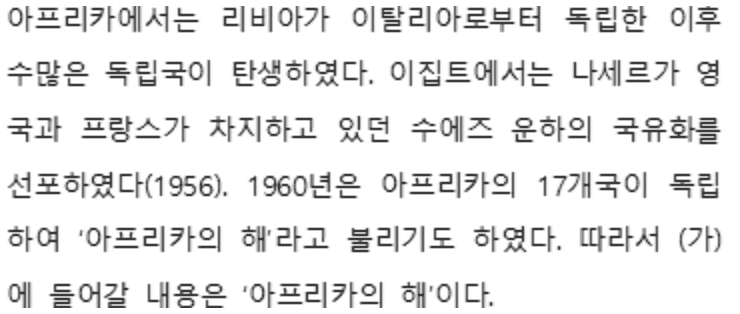 아프리카에서는 리비아가 이탈리아로부터 독립한 이후
수많은 독립국이 탄생하였다. 이집트에서는 나세르가 영
국과 프랑스가 차지하고 있던 수에즈 운하의 국유화를
선포하였다(1956). 1960년은 아프리카의 17개국이 독립
하여 ‘아프리카의 해’라고 불리기도 하였다. 따라서 (가)
에 들어갈 내용은 ‘아프리카의 해’이다.